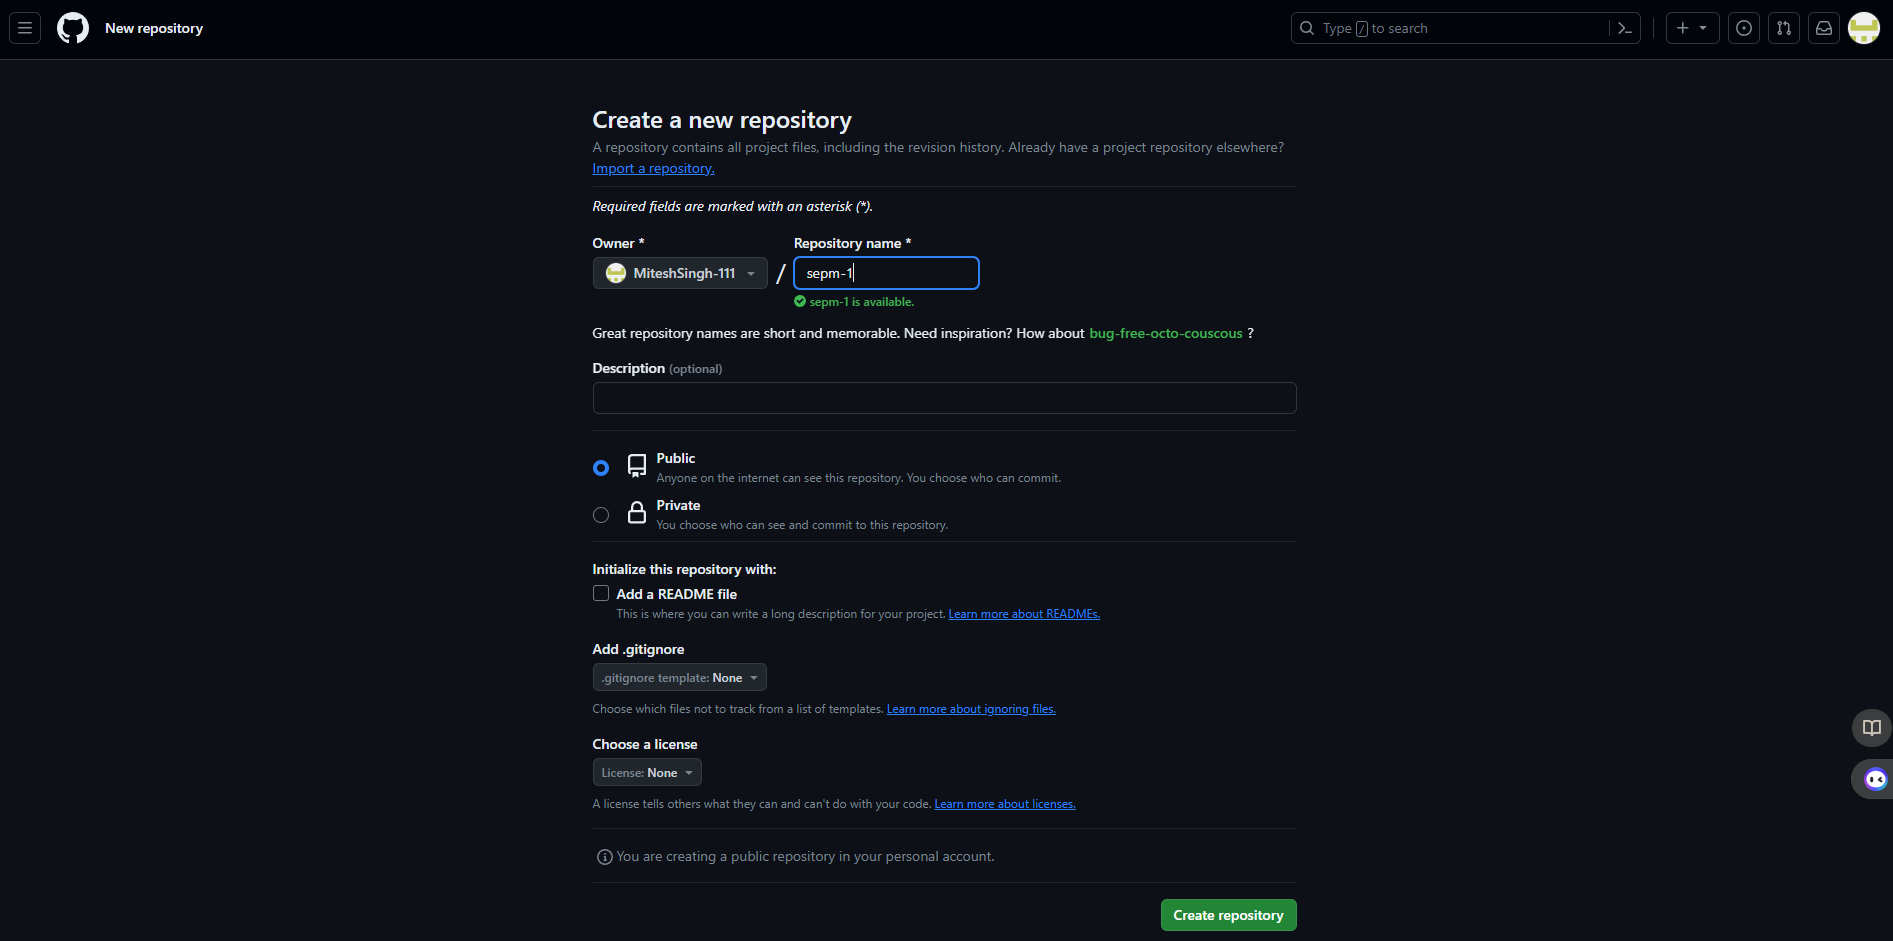 New repository
Type / to search
Create a new repository
A repository contains all project files, including the revision history. Already have a project repository elsewhere?
Import a repository.
Required fields are marked with an asterisk (*).
Owner *
Repository name *
MiteshSingh-111
/
sepm-1
sepm-1 is available.
Great repository names are short and memorable. Need inspiration? How about bug-free-octo-couscous ?
Description (optional)
Public
Anyone on the internet can see this repository. You choose who can commit.
Private
You choose who can see and commit to this repository.
Initialize this repository with:
Add a README file
This is where you can write a long description for your project. Learn more about READMEs.
Add .gitignore
.gitignore template: None
Choose which files not to track from a list of templates. Learn more about ignoring files.
Choose a license
License: None
A license tells others what they can and can't do with your code. Learn more about licenses.
You are creating a public repository in your personal account.
Create repository